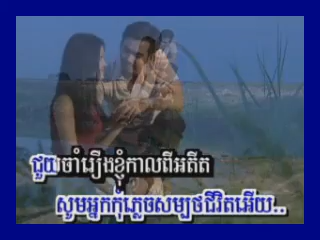 ជួយចាំរឿងខ្ញុំកាលពីអតីត
សូមអ្នកកុំភ្លេចសម្បថជីវិតអើយ..